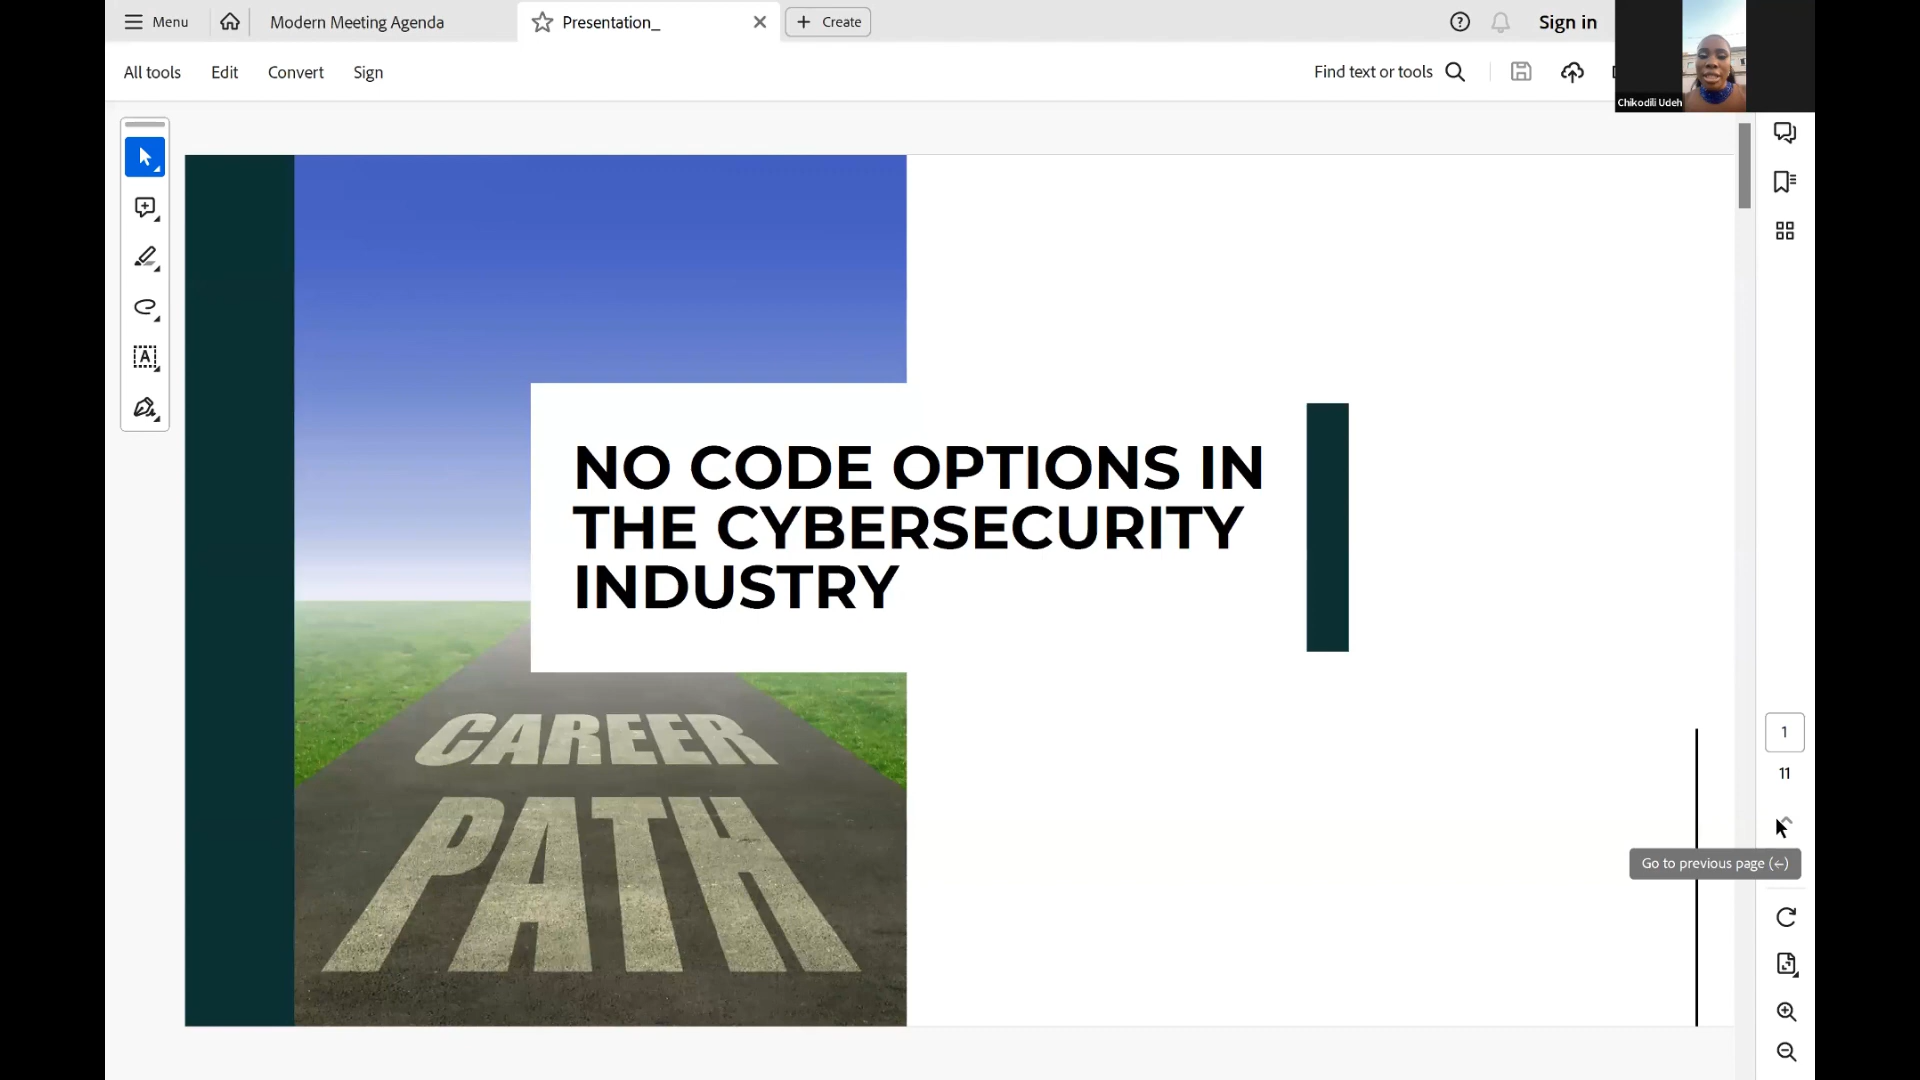 Menu
Modern Meeting Agenda
Presentation_
Create
Sign in
All tools
Edit
Convert
Sign
Find text or tools
Chikodili Udeh
NO CODE OPTIONS IN
THE CYBERSECURITY
INDUSTRY
CAREER
PATH
1
11
Go to previous page (←)